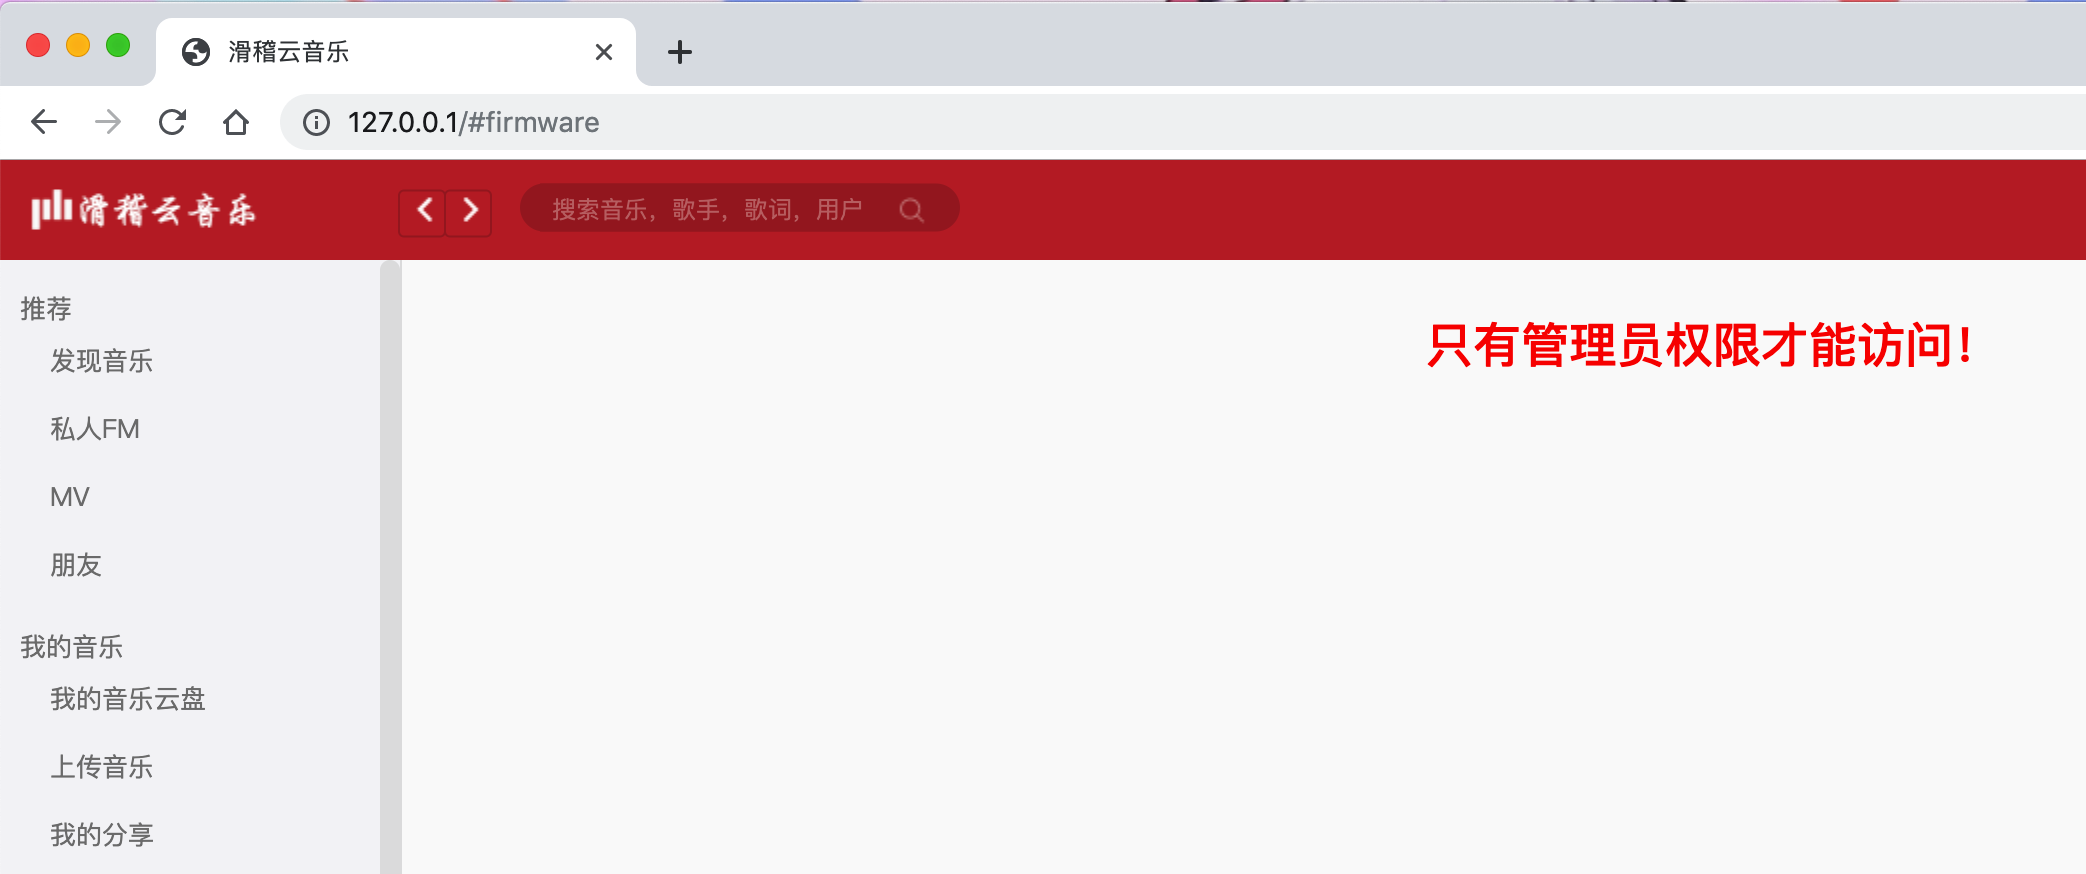 滑稽云音乐
127.0.0.1/#firmware
滑稽云音乐
搜索音乐，歌手，歌词，用户
推荐
发现音乐
私人FM
MV
朋友
我的音乐
我的音乐云盘
上传音乐
我的分享
只有管理员权限才能访问！